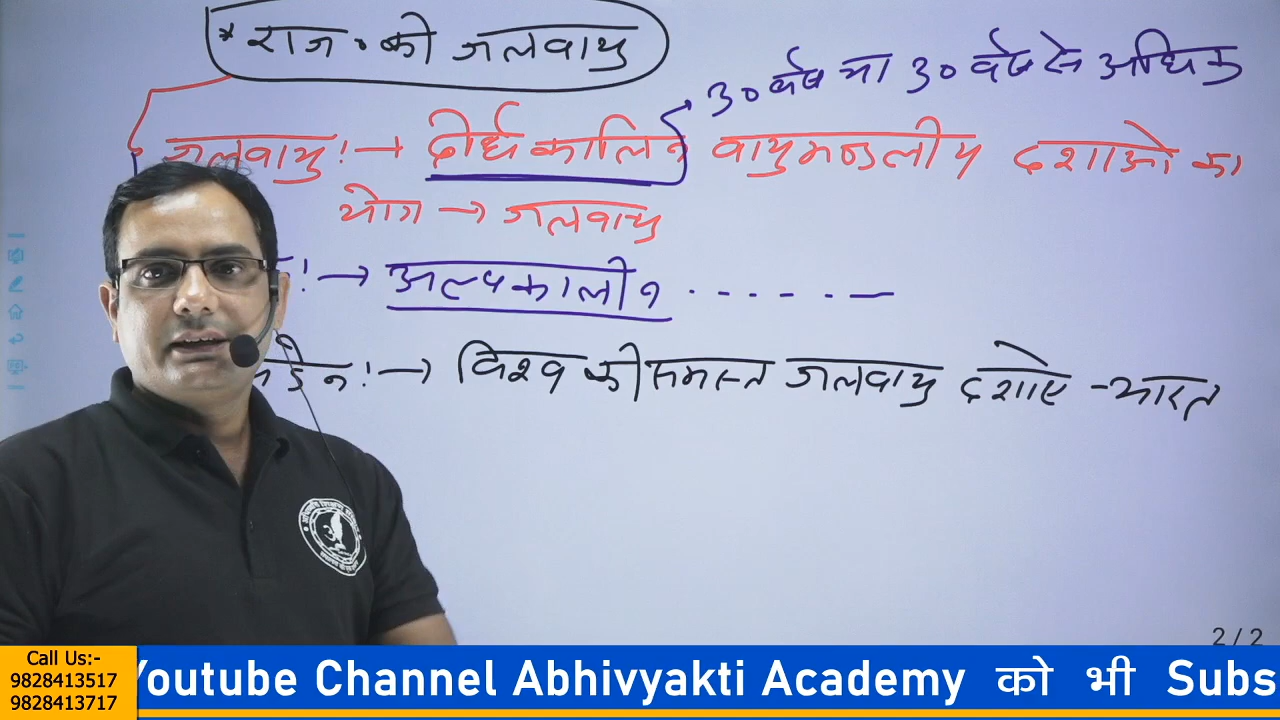 * राज॰ की जलवायु
30 वर्ष या 30 वर्ष से अधिक
जलवायु :→ दीर्घकालिन वायुमण्डलीय दशाओ का
योग → जलवायु
:→ अल्पकालीन . . . . . . —
:→ विश्व की समस्त जलवायु दशाए - भारत
2/2
Call Us:-
9828413517
9828413717
Youtube Channel Abhivyakti Academy को भी Subs